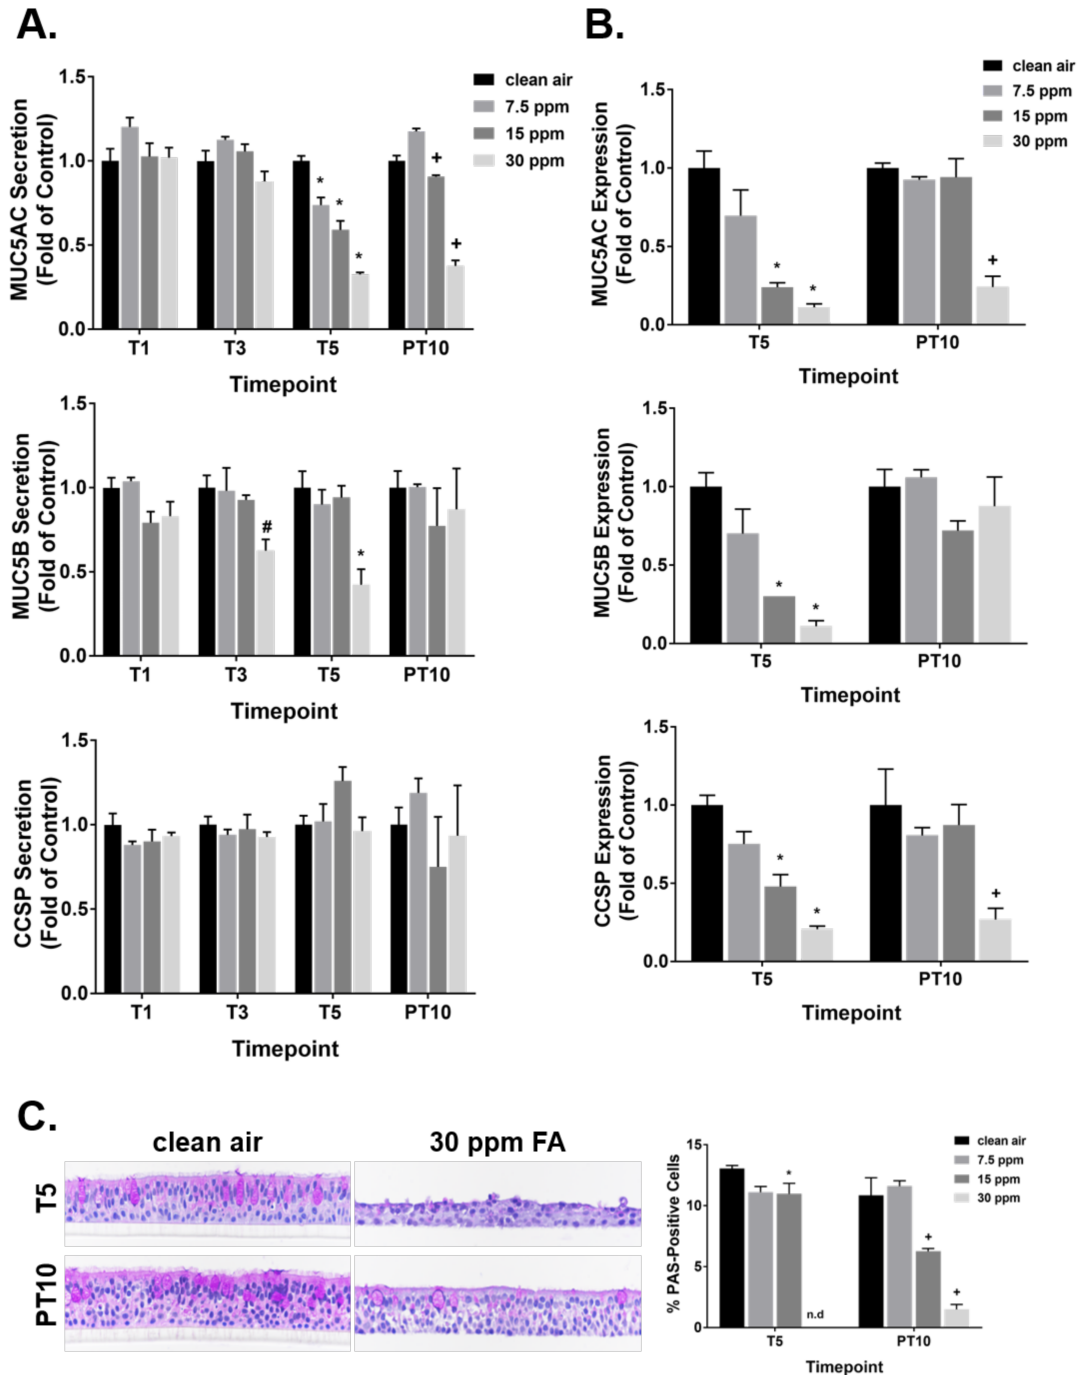 A.
MUC5AC Secretion
(Fold of Control)
1.5
1.0
0.5
0.0
clean air
7.5 ppm
15 ppm
30 ppm
*
*
*
+
+
T1 T3 T5 PT10
Timepoint
MUC5B Secretion
(Fold of Control)
1.5
1.0
0.5
0.0
#
*
T1 T3 T5 PT10
Timepoint
CCSP Secretion
(Fold of Control)
1.5
1.0
0.5
0.0
T1 T3 T5 PT10
Timepoint
B.
MUC5AC Expression
(Fold of Control)
1.5
1.0
0.5
0.0
clean air
7.5 ppm
15 ppm
30 ppm
*
*
+
T5 PT10
Timepoint
MUC5B Expression
(Fold of Control)
1.5
1.0
0.5
0.0
*
*
T5 PT10
Timepoint
CCSP Expression
(Fold of Control)
1.5
1.0
0.5
0.0
*
*
+
T5 PT10
Timepoint
C.
clean air 30 ppm FA
T5
PT10
% PAS-Positive Cells
15
10
5
0
clean air
7.5 ppm
15 ppm
30 ppm
*
n.d
+
+
T5 PT10
Timepoint